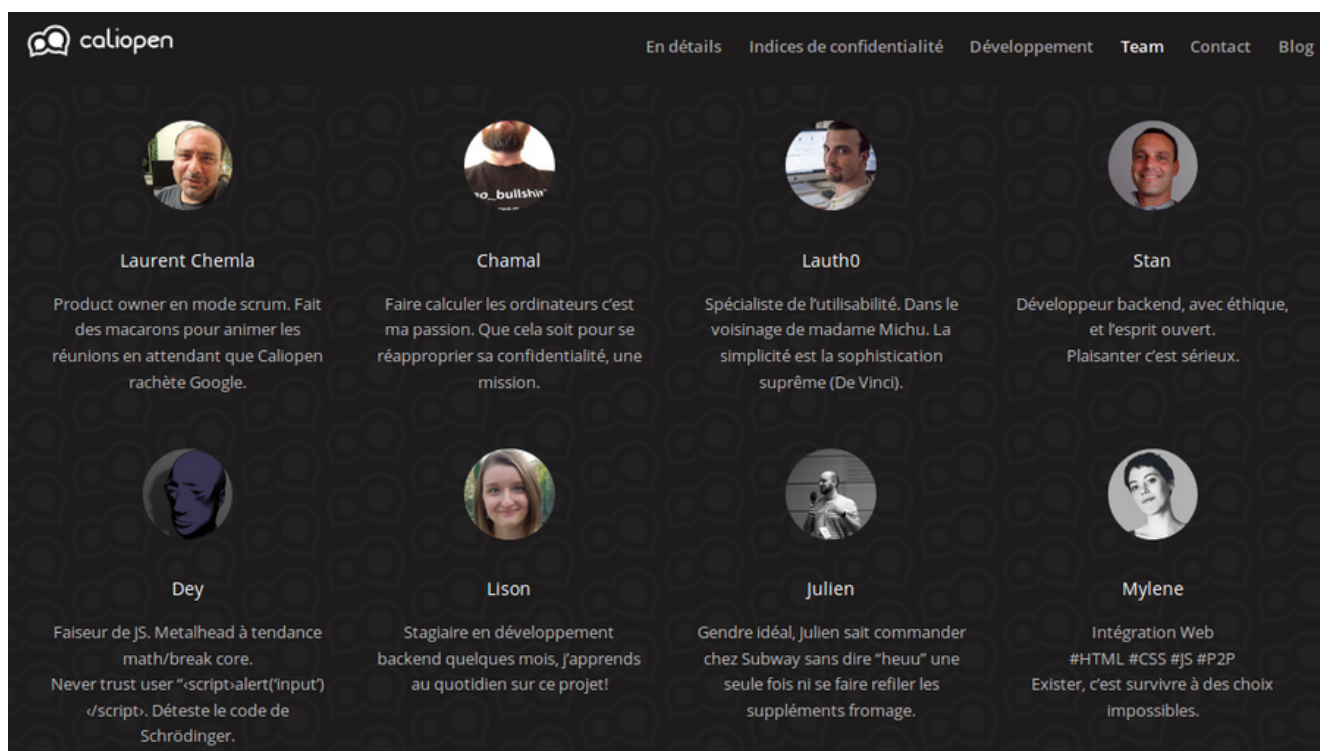 caliopen
En détails Indices de confidentialité Développement Team Contact Blog
_bullshit
Laurent Chemla
Product owner en mode scrum. Fait
des macarons pour animer les
réunions en attendant que Caliopen
rachète Google.
Chamal
Faire calculer les ordinateurs c’est
ma passion. Que cela soit pour se
réapproprier sa confidentialité, une
mission.
Lauth0
Spécialiste de l’utilisabilité. Dans le
voisinage de madame Michu. La
simplicité est la sophistication
suprême (De Vinci).
Stan
Développeur backend, avec éthique,
et l’esprit ouvert.
Plaisanter c’est sérieux.
Dey
Faiseur de JS. Metalhead à tendance
math/break core.
Never trust user “‹script›alert(‘input’)
‹/script›. Déteste le code de
Schrödinger.
Lison
Stagiaire en développement
backend quelques mois, j’apprends
au quotidien sur ce projet!
Julien
Gendre idéal, Julien sait commander
chez Subway sans dire “heuu” une
seule fois ni se faire refiler les
suppléments fromage.
Mylene
Intégration Web
#HTML #CSS #JS #P2P
Exister, c’est survivre à des choix
impossibles.